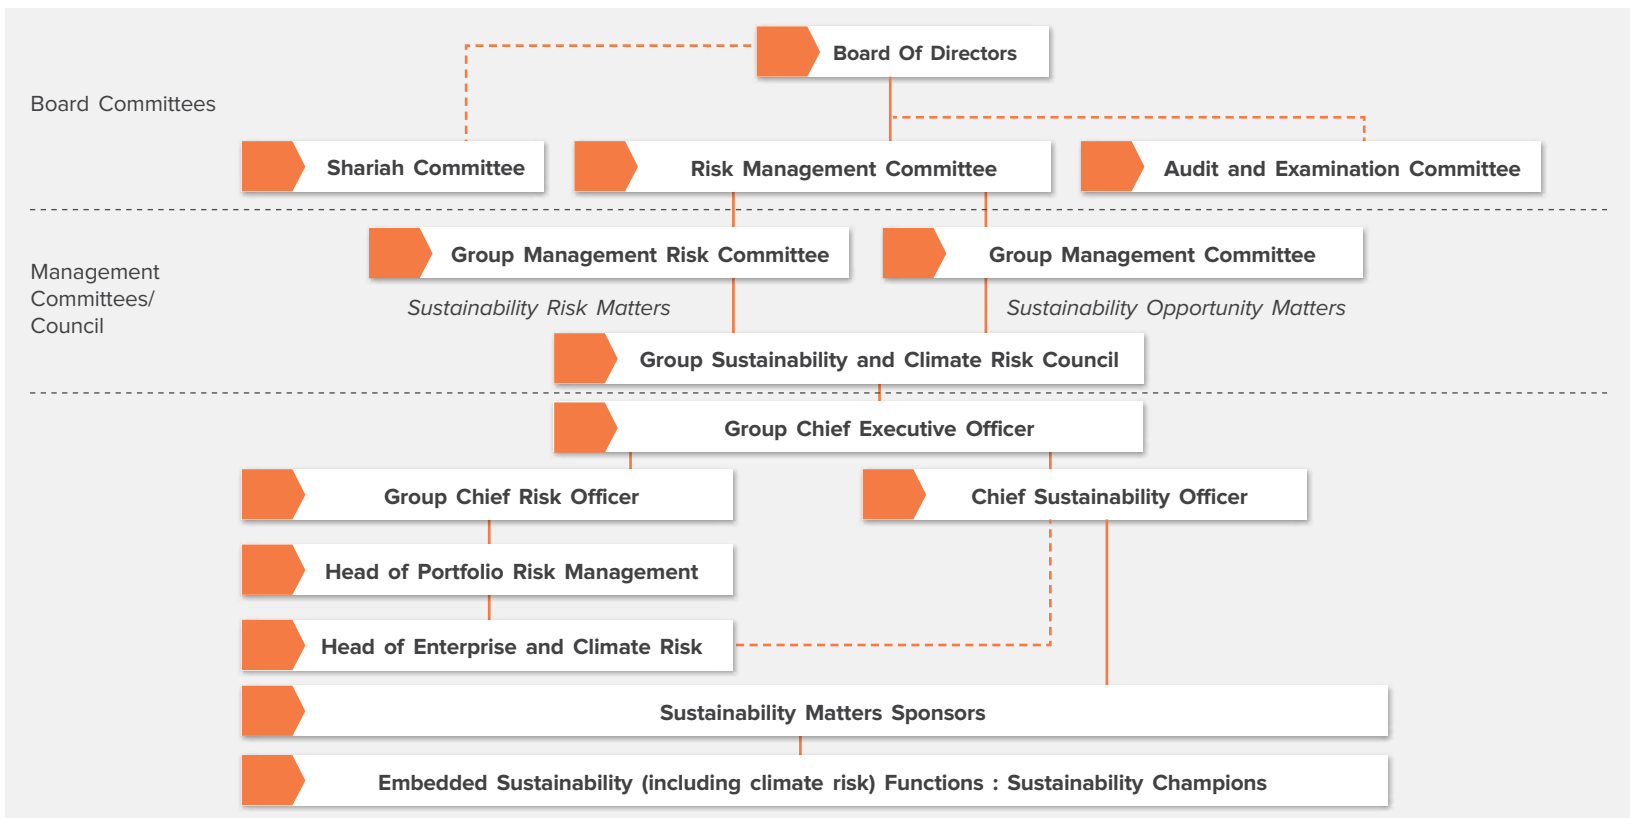 Board Of Directors
Board Committees
Shariah Committee
Risk Management Committee
Audit and Examination Committee
Management
Committees/
Council
Group Management Risk Committee
Group Management Committee
Sustainability Risk Matters
Sustainability Opportunity Matters
Group Sustainability and Climate Risk Council
Group Chief Executive Officer
Group Chief Risk Officer
Chief Sustainability Officer
Head of Portfolio Risk Management
Head of Enterprise and Climate Risk
Sustainability Matters Sponsors
Embedded Sustainability (including climate risk) Functions : Sustainability Champions